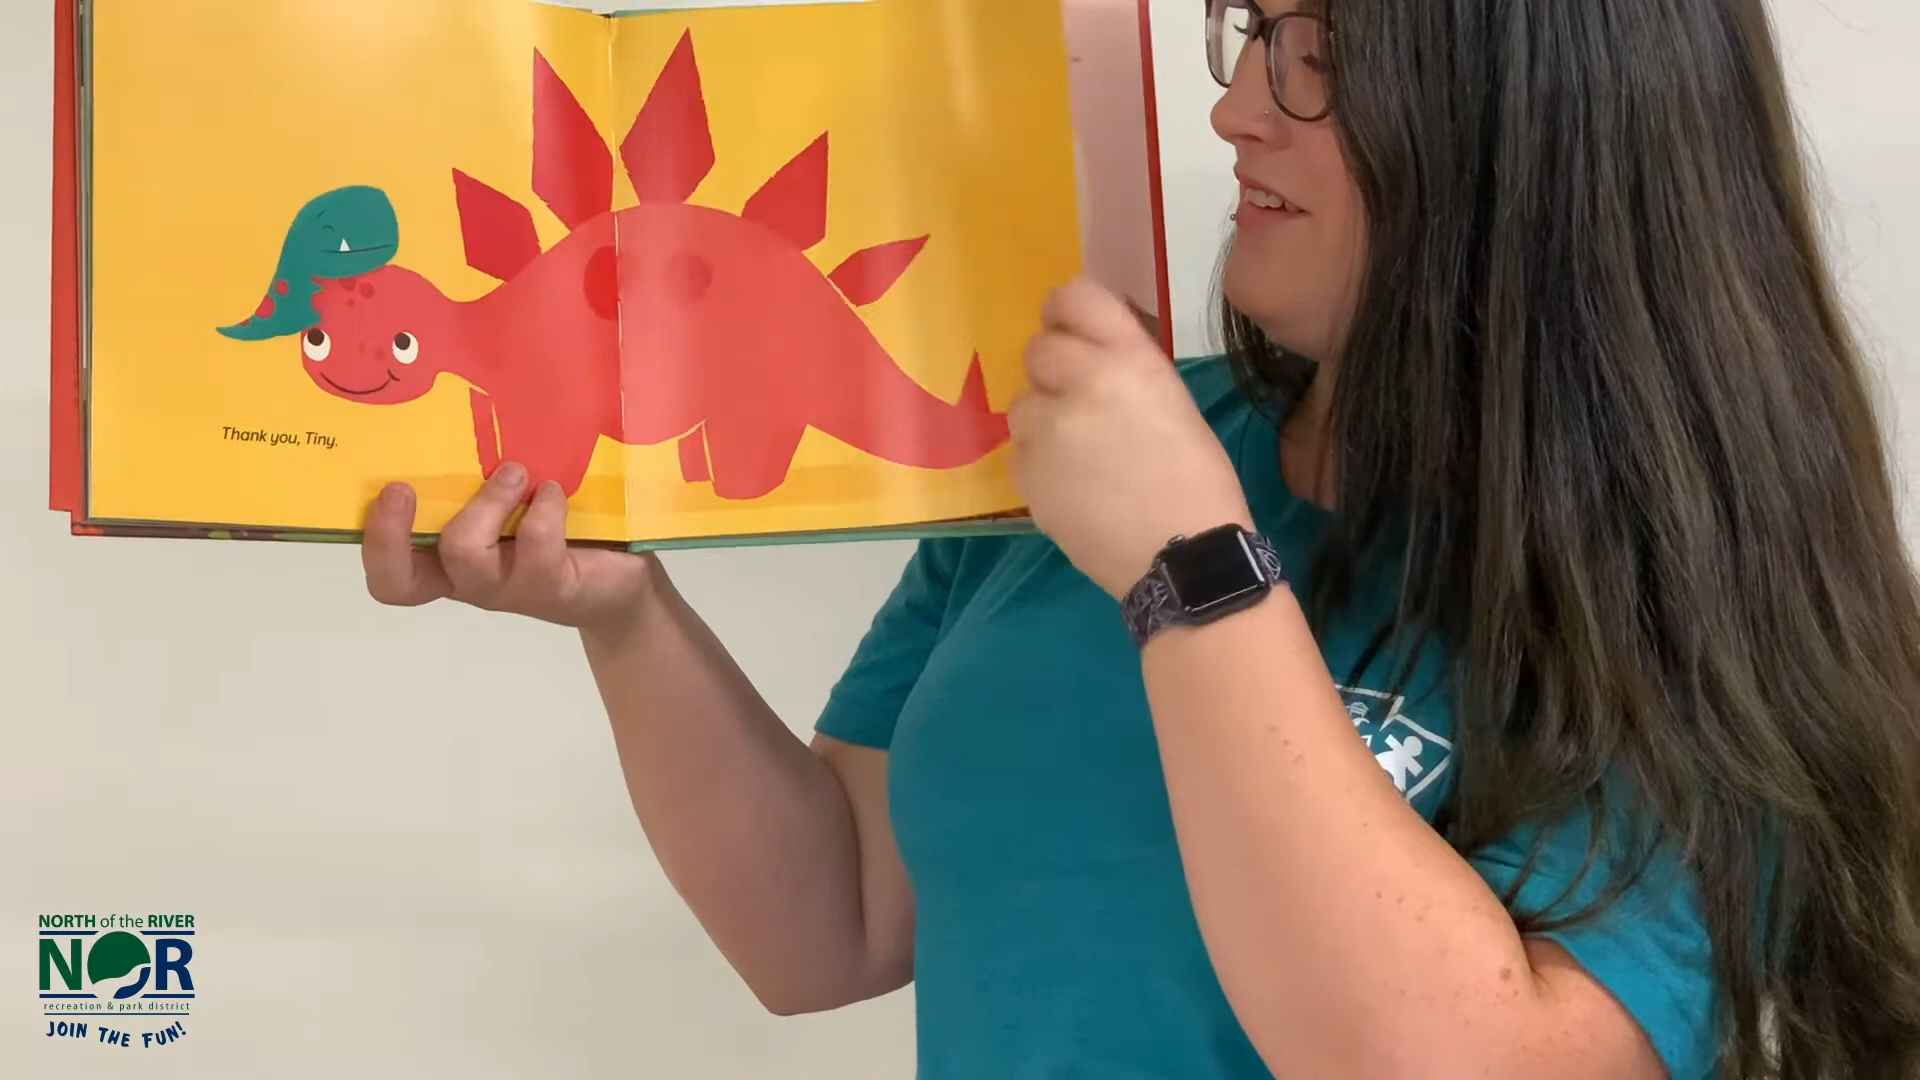 Thank you, Tiny.
NORTH of the RIVER
NOR
recreation & park district
JOIN THE FUN!